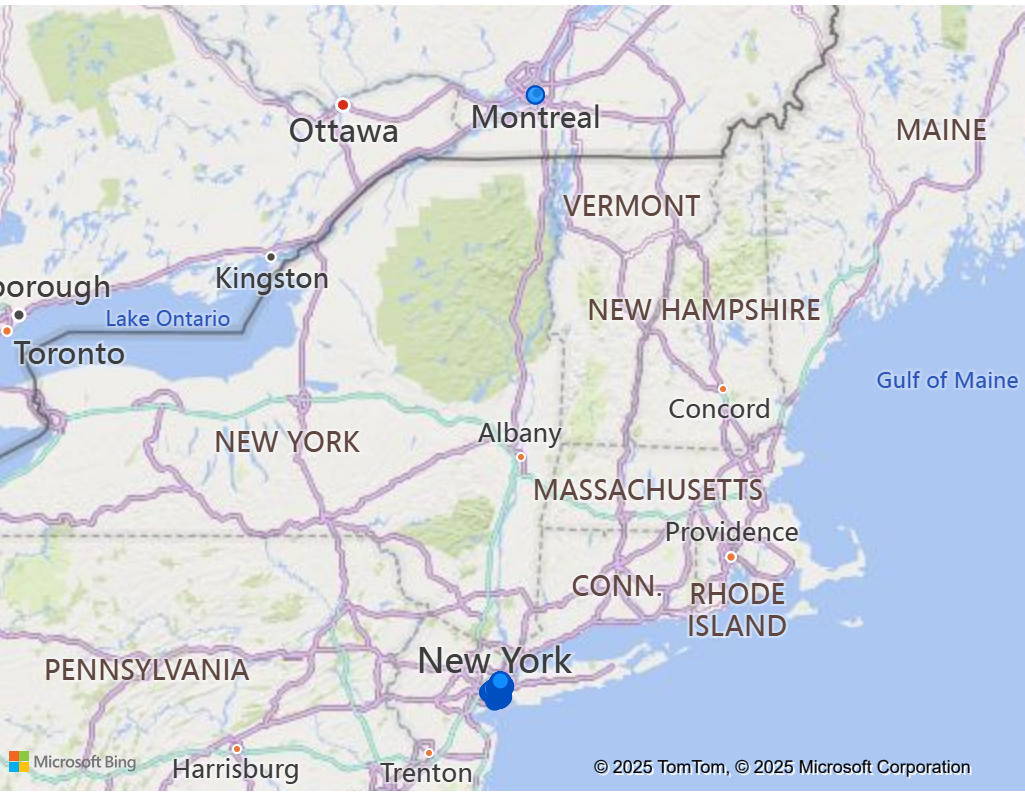 MAINE
Montreal
Ottawa
VERMONT
Kingston
borough
NEW HAMPSHIRE
Lake Ontario
Toronto
Gulf of Maine
Concord
Albany
NEW YORK
MASSACHUSETTS
Providence
CONN.
RHODE
ISLAND
New York
PENNSYLVANIA
Microsoft Bing
Harrisburg
Trenton
© 2025 TomTom, © 2025 Microsoft Corporation